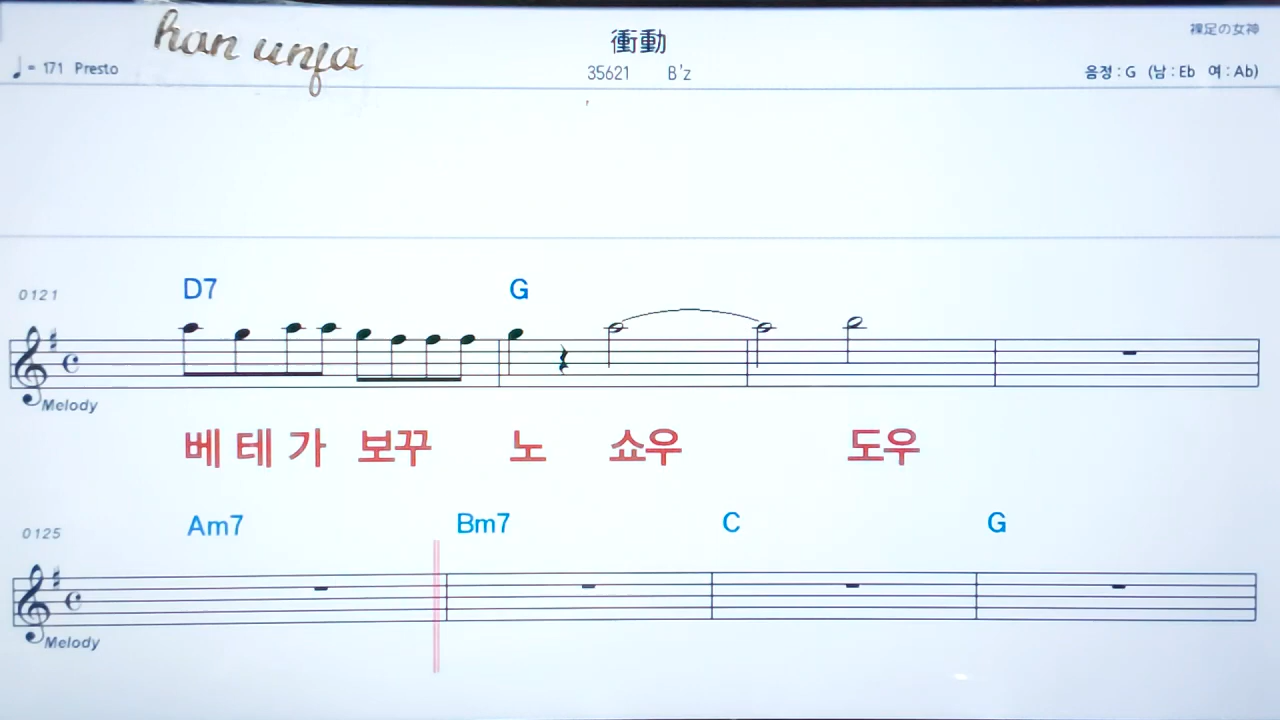 han unja
衝動
裸足の女神
♩= 171 Presto
35621 B'z
음정 : G (남 : Eb 여 : Ab)
D7 G
0121
Melody
베 테 가 보꾸 노 쇼우 도우
Am7 Bm7 C G
0125
Melody